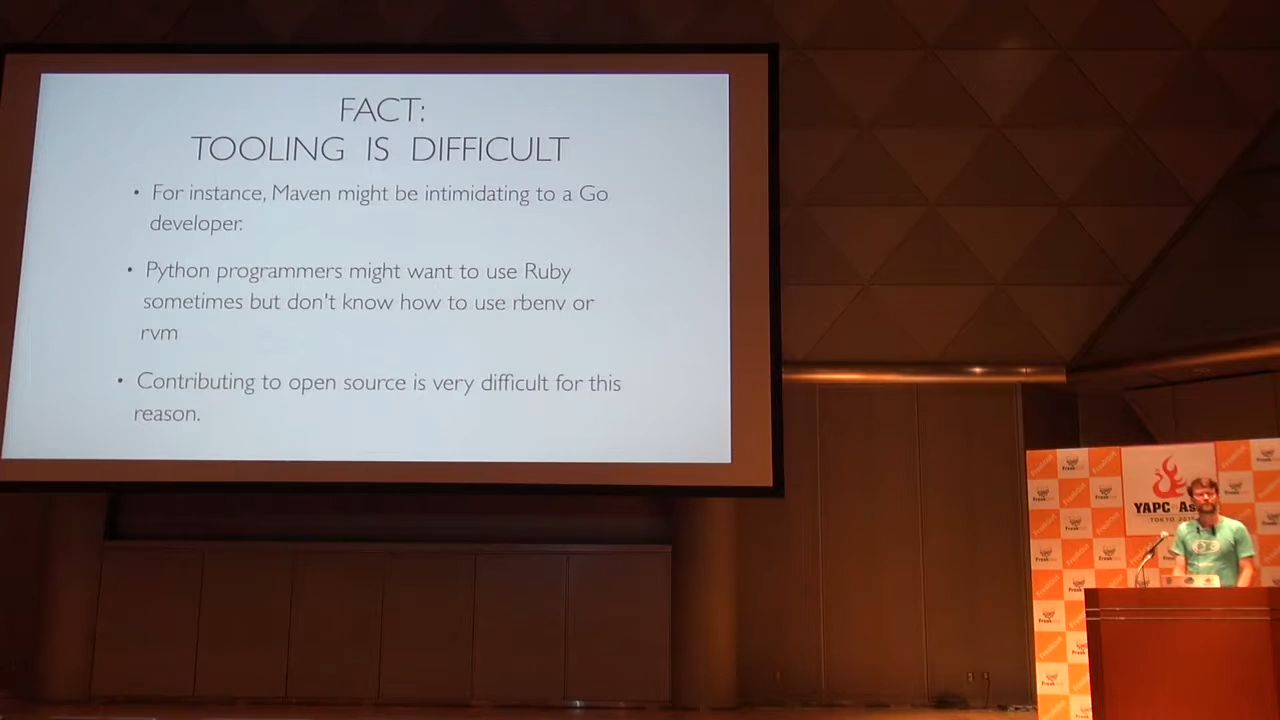 FACT:
TOOLING IS DIFFICULT
• For instance, Maven might be intimidating to a Go
developer.
• Python programmers might want to use Ruby
sometimes but don't know how to use rbenv or
rvm
• Contributing to open source is very difficult for this
reason.
YAPC
TOKYO